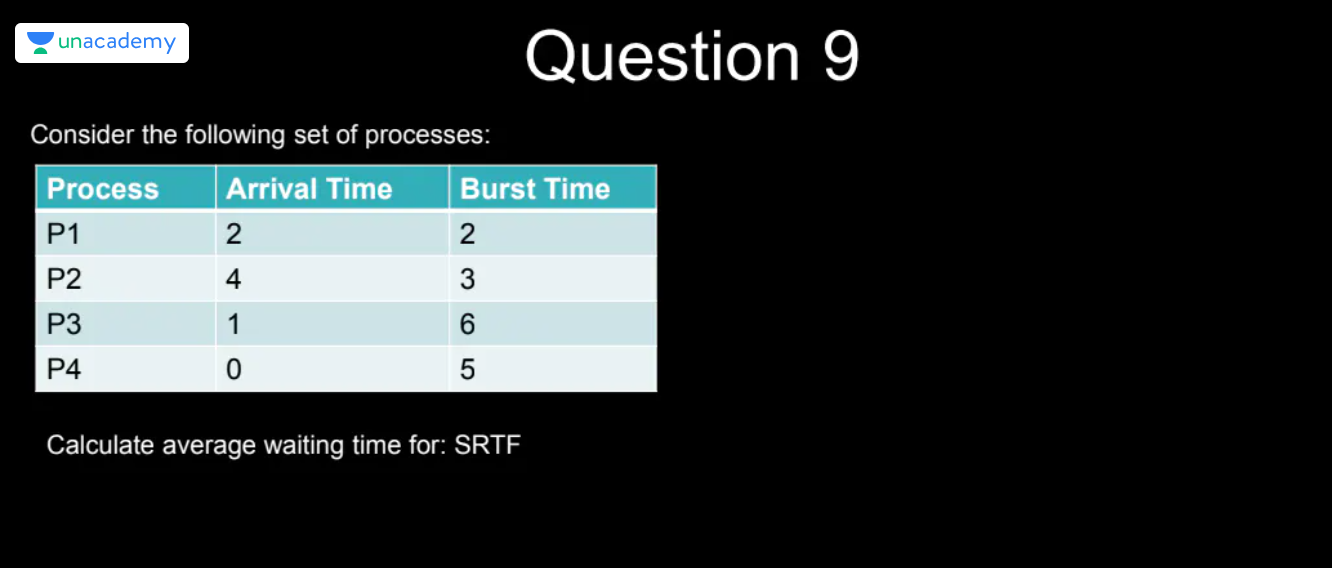 unacademy
Question 9
Consider the following set of processes:
Process Arrival Time Burst Time
P1 2 2
P2 4 3
P3 1 6
P4 0 5
Calculate average waiting time for: SRTF